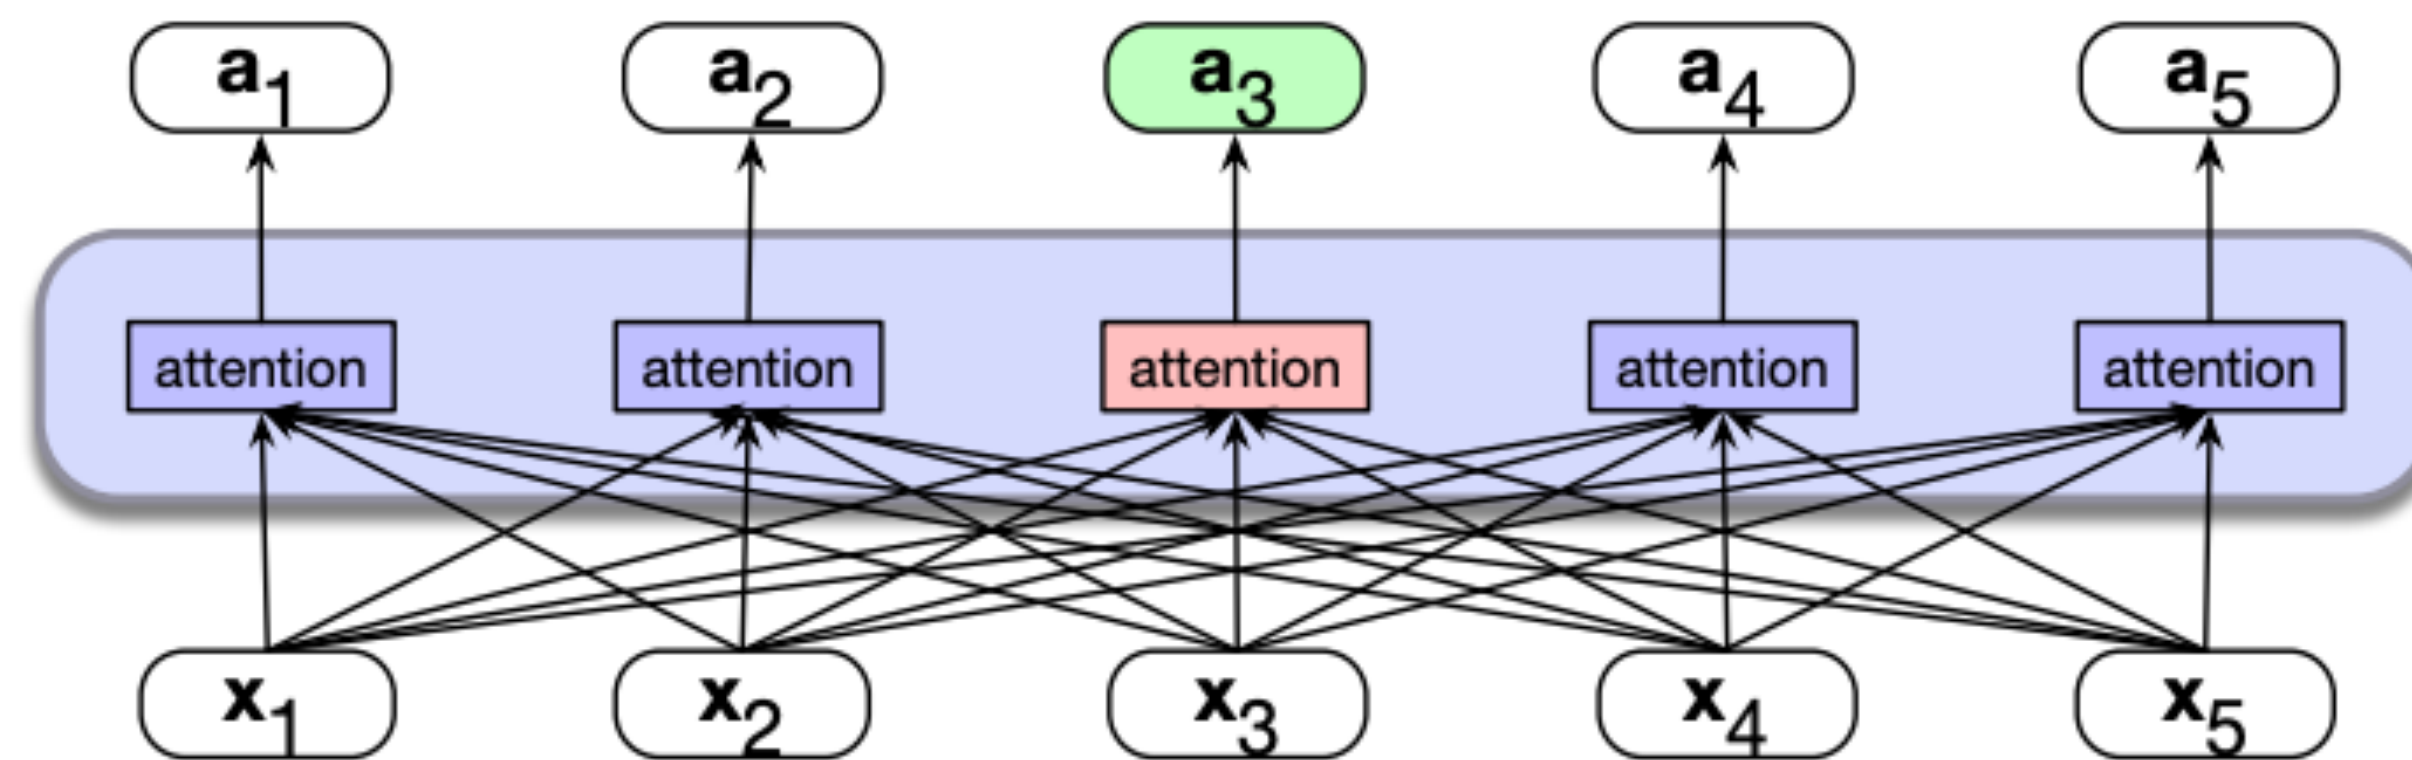 a1 a2 a3 a4 a5
attention attention attention attention attention
x1 x2 x3 x4 x5